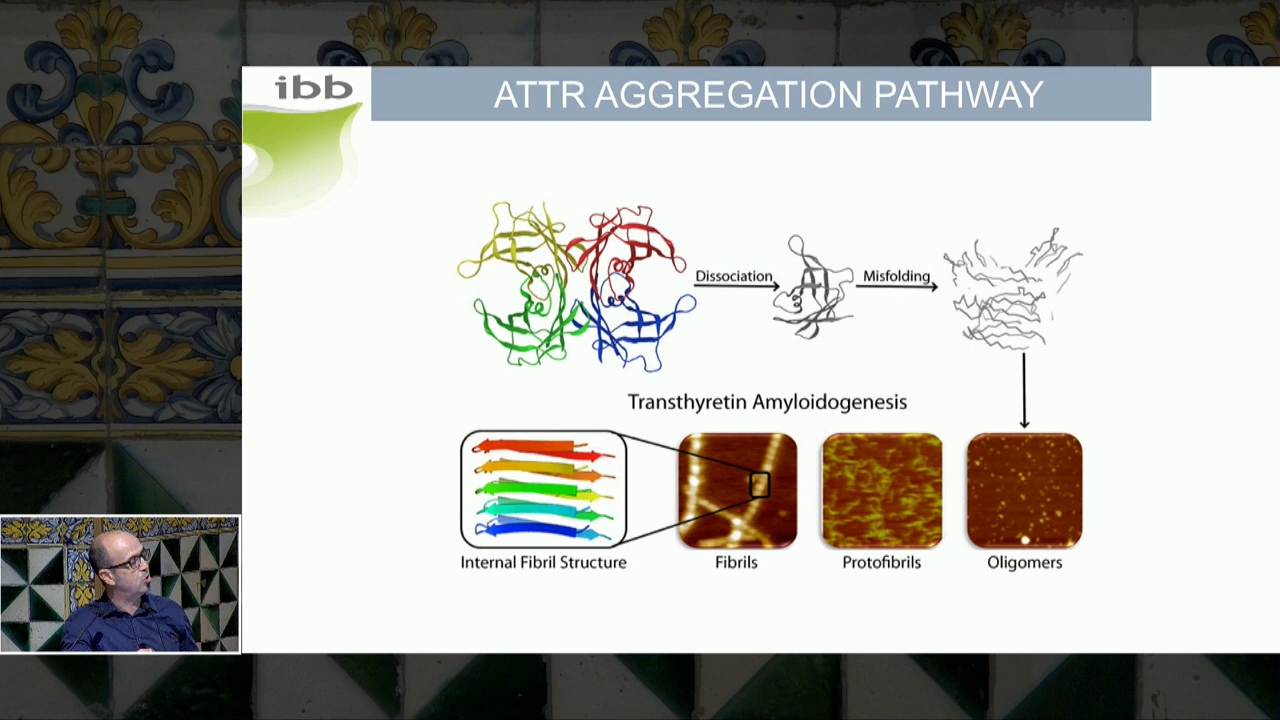 ibb
ATTR AGGREGATION PATHWAY
Dissociation
Misfolding
Transthyretin Amyloidogenesis
Internal Fibril Structure
Fibrils
Protofibrils
Oligomers